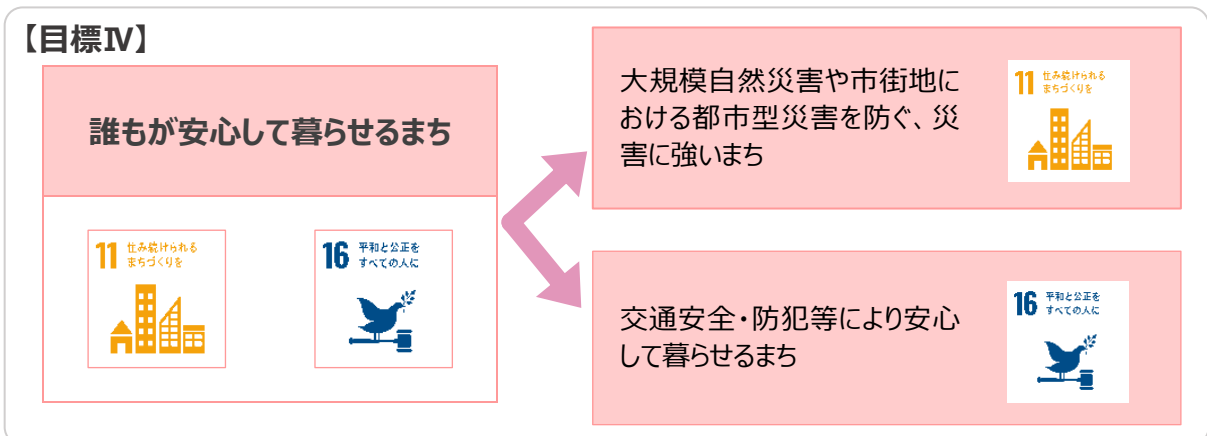 【目標Ⅳ】
誰もが安心して暮らせるまち
11 住み続けられる
まちづくりを
16 平和と公正を
すべての人に
大規模自然災害や市街地に
おける都市型災害を防ぐ、災
害に強いまち
11 住み続けられる
まちづくりを
交通安全・防犯等により安心
して暮らせるまち
16 平和と公正を
すべての人に